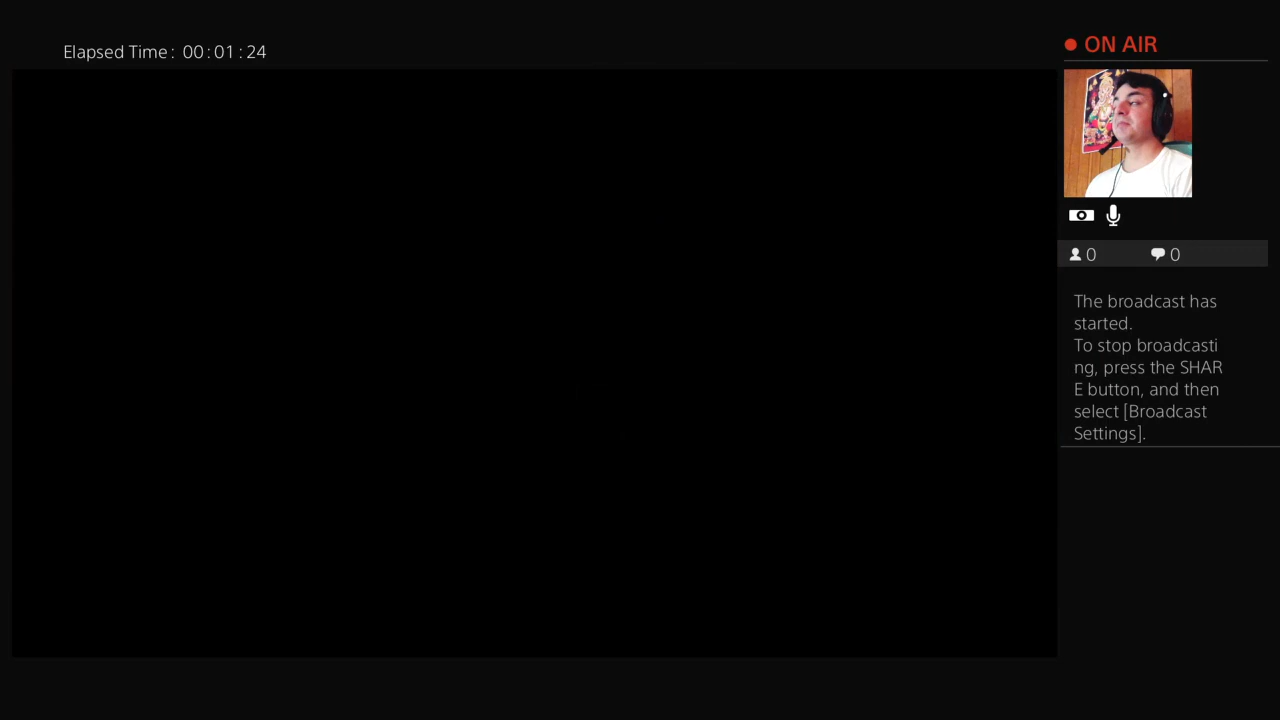 Elapsed Time: 00:01:24
ON AIR
0 0
The broadcast has
started.
To stop broadcasti
ng, press the SHAR
E button, and then
select [Broadcast
Settings].